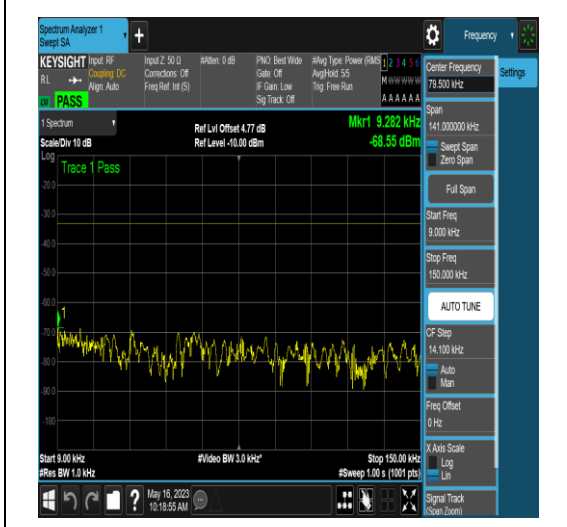 Spectrum Analyzer 1
Swept SA
+
Frequency
KEYSIGHT
RL
Input: RF
Coupling: DC
Align: Auto
Input Z: 50 Ω
Corrections: Off
Freq Ref: Int (S)
#Atten: 0 dB
PNO: Best Wide
Gate: Off
IF Gain: Low
Sig Track: Off
#Avg Type: Power (RMS
Avg|Hold: 5/5
Trig: Free Run
1 2 3 4 5 6
M W W W W W
A A A A A A
PASS
1 Spectrum
Scale/Div 10 dB
Ref Lvl Offset 4.77 dB
Ref Level -10.00 dBm
Mkr1 9.282 kHz
-68.55 dBm
Log
Trace 1 Pass
-20.0
-30.0
-40.0
-50.0
-60.0
1
-70.0
-80.0
-90.0
-100
Start 9.00 kHz
#Res BW 1.0 kHz
#Video BW 3.0 kHz*
Stop 150.00 kHz
#Sweep 1.00 s (1001 pts)
?
May 16, 2023
10:18:55 AM
Center Frequency
79.500 kHz
Settings
Span
141.000000 kHz
Swept Span
Zero Span
Full Span
Start Freq
9.000 kHz
Stop Freq
150.000 kHz
AUTO TUNE
CF Step
14.100 kHz
Auto
Man
Freq Offset
0 Hz
X Axis Scale
Log
Lin
Signal Track
(Span Zoom)